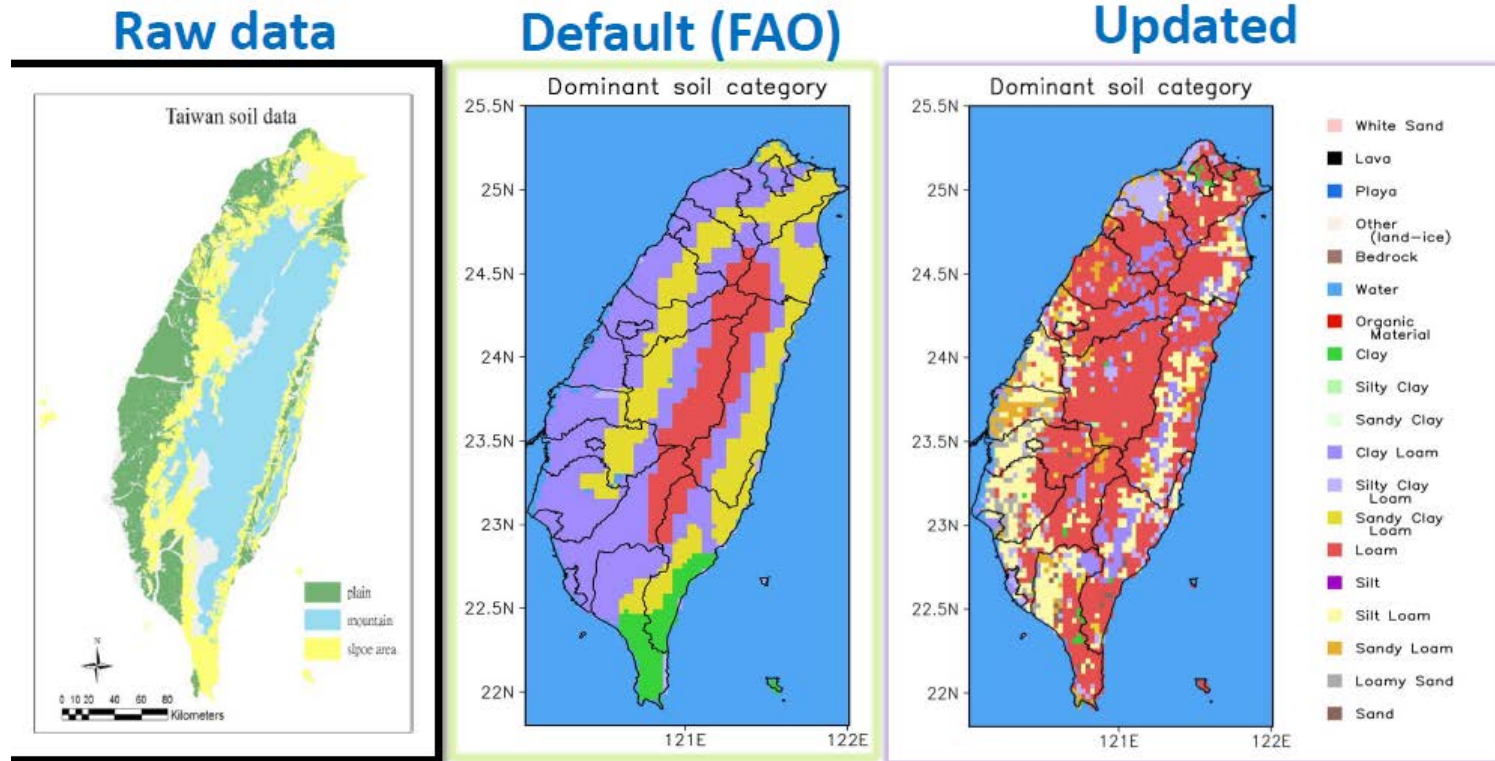 Raw data
Default (FAO)
Updated
Taiwan soil data
plain
mountain
slpoe area
N
0 10 20 40 60 80
Kilometers
Dominant soil category
25.5N
25N
24.5N
24N
23.5N
23N
22.5N
22N
121E
122E
Dominant soil category
25.5N
25N
24.5N
24N
23.5N
23N
22.5N
22N
121E
122E
White Sand
Lava
Playa
Other
(land-ice)
Bedrock
Water
Organic
Material
Clay
Silty Clay
Sandy Clay
Clay Loam
Silty Clay
Loam
Sandy Clay
Loam
Loam
Silt
Silt Loam
Sandy Loam
Loamy Sand
Sand